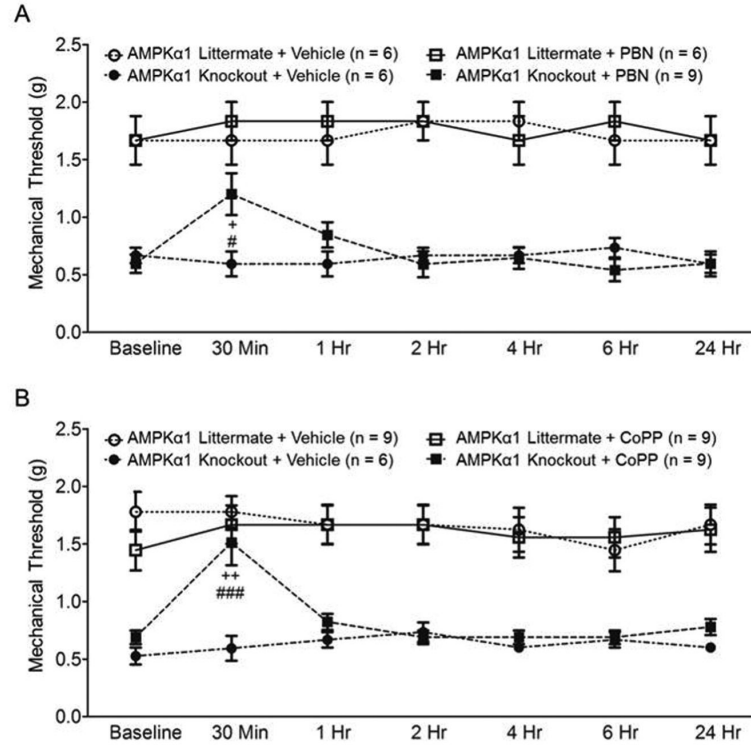 A
2.5
AMPKα1 Littermate + Vehicle (n = 6)
AMPKα1 Littermate + PBN (n = 6)
AMPKα1 Knockout + Vehicle (n = 6)
AMPKα1 Knockout + PBN (n = 9)
2.0
1.5
1.0
0.5
0.0
Mechanical Threshold (g)
+
#
Baseline 30 Min 1 Hr 2 Hr 4 Hr 6 Hr 24 Hr
B
2.5
AMPKα1 Littermate + Vehicle (n = 9)
AMPKα1 Littermate + CoPP (n = 9)
AMPKα1 Knockout + Vehicle (n = 6)
AMPKα1 Knockout + CoPP (n = 9)
2.0
1.5
1.0
0.5
0.0
Mechanical Threshold (g)
++
###
Baseline 30 Min 1 Hr 2 Hr 4 Hr 6 Hr 24 Hr